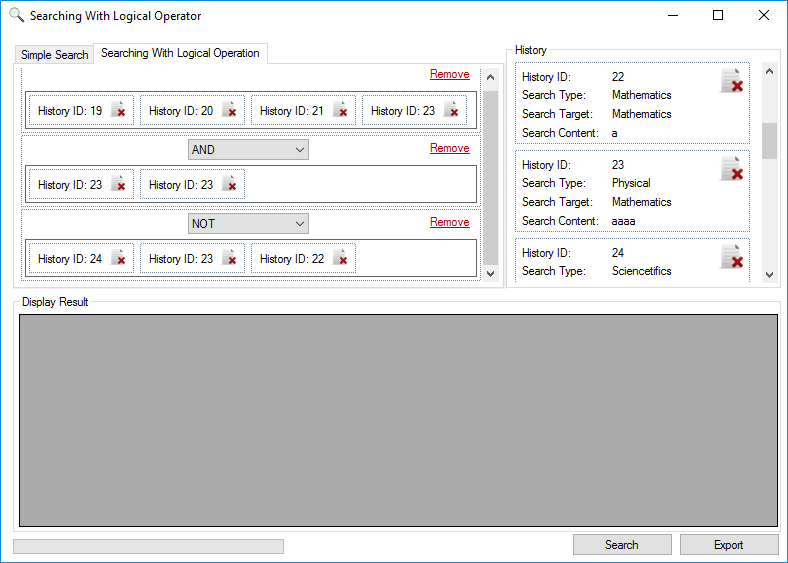 Searching With Logical Operator
Simple Search
Searching With Logical Operation
Remove
History ID: 19
History ID: 20
History ID: 21
History ID: 23
AND
Remove
History ID: 23
History ID: 23
NOT
Remove
History ID: 24
History ID: 23
History ID: 22
History
History ID: 22
Search Type: Mathematics
Search Target: Mathematics
Search Content: a
History ID: 23
Search Type: Physical
Search Target: Mathematics
Search Content: aaaa
History ID: 24
Search Type: Sciencetifics
Display Result
Search
Export